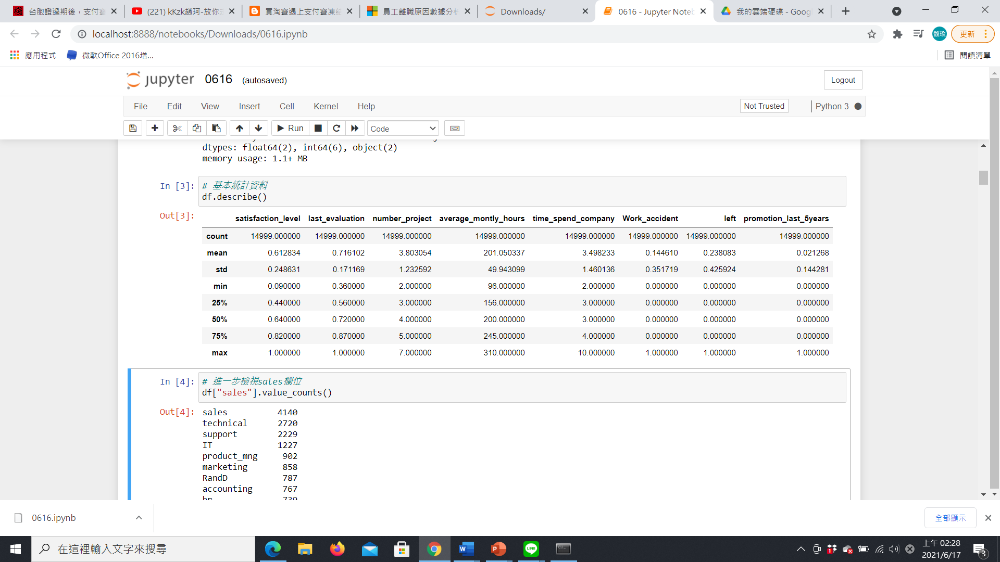 台胞證過期後，支付寶
(221) kKzk趙珂-放你走
買淘寶遇上支付寶凍結
員工離職原因數據分析
Downloads/
0616 - Jupyter Noteb
我的雲端硬碟 - Goog
localhost:8888/notebooks/Downloads/0616.ipynb
馥瑜
更新
應用程式
微軟Office 2016增...
閱讀清單
jupyter 0616 (autosaved)
Logout
File Edit View Insert Cell Kernel Help
Not Trusted
Python 3
Run
Code
dtypes: float64(2), int64(6), object(2)
memory usage: 1.1+ MB
In [3]: # 基本統計資料
df.describe()
Out[3]:
satisfaction_level last_evaluation number_project average_montly_hours time_spend_company Work_accident left promotion_last_5years
count 14999.000000 14999.000000 14999.000000 14999.000000 14999.000000 14999.000000 14999.000000 14999.000000
mean 0.612834 0.716102 3.803054 201.050337 3.498233 0.144610 0.238083 0.021268
std 0.248631 0.171169 1.232592 49.943099 1.460136 0.351719 0.425924 0.144281
min 0.090000 0.360000 2.000000 96.000000 2.000000 0.000000 0.000000 0.000000
25% 0.440000 0.560000 3.000000 156.000000 3.000000 0.000000 0.000000 0.000000
50% 0.640000 0.720000 4.000000 200.000000 3.000000 0.000000 0.000000 0.000000
75% 0.820000 0.870000 5.000000 245.000000 4.000000 0.000000 0.000000 0.000000
max 1.000000 1.000000 7.000000 310.000000 10.000000 1.000000 1.000000 1.000000
In [4]: # 進一步檢視sales欄位
df["sales"].value_counts()
Out[4]: sales 4140
technical 2720
support 2229
IT 1227
product_mng 902
marketing 858
RandD 787
accounting 767
hr 739
0616.ipynb
全部顯示
在這裡輸入文字來搜尋
上午 02:28
2021/6/17
3